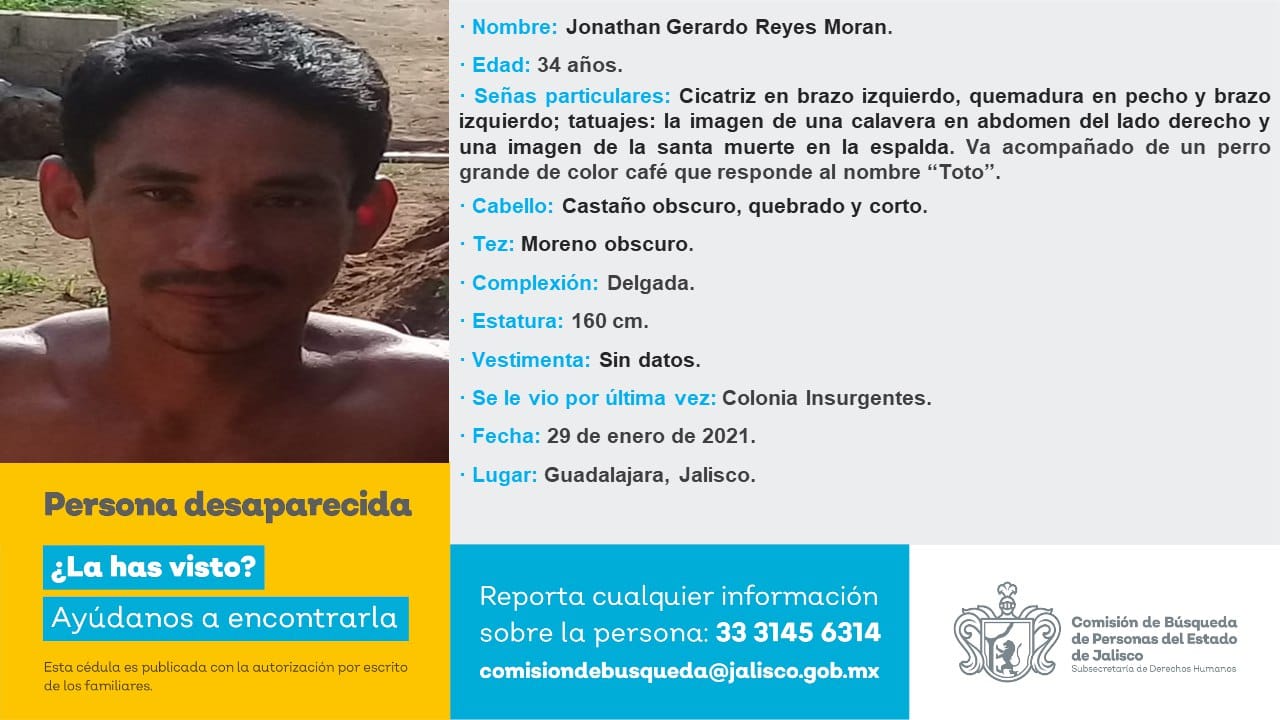 · Nombre: Jonathan Gerardo Reyes Moran.
· Edad: 34 años.
· Señas particulares: Cicatriz en brazo izquierdo, quemadura en pecho y brazo
izquierdo; tatuajes: la imagen de una calavera en abdomen del lado derecho y
una imagen de la santa muerte en la espalda. Va acompañado de un perro
grande de color café que responde al nombre “Toto”.
· Cabello: Castaño obscuro, quebrado y corto.
· Tez: Moreno obscuro.
· Complexión: Delgada.
· Estatura: 160 cm.
· Vestimenta: Sin datos.
· Se le vio por última vez: Colonia Insurgentes.
· Fecha: 29 de enero de 2021.
· Lugar: Guadalajara, Jalisco.
Persona desaparecida
¿La has visto?
Ayúdanos a encontrarla
Esta cédula es publicada con la autorización por escrito
de los familiares.
Reporta cualquier información
sobre la persona: 33 3145 6314
comisiondebusqueda@jalisco.gob.mx
Comisión de Búsqueda
de Personas del Estado
de Jalisco
Subsecretaría de Derechos Humanos